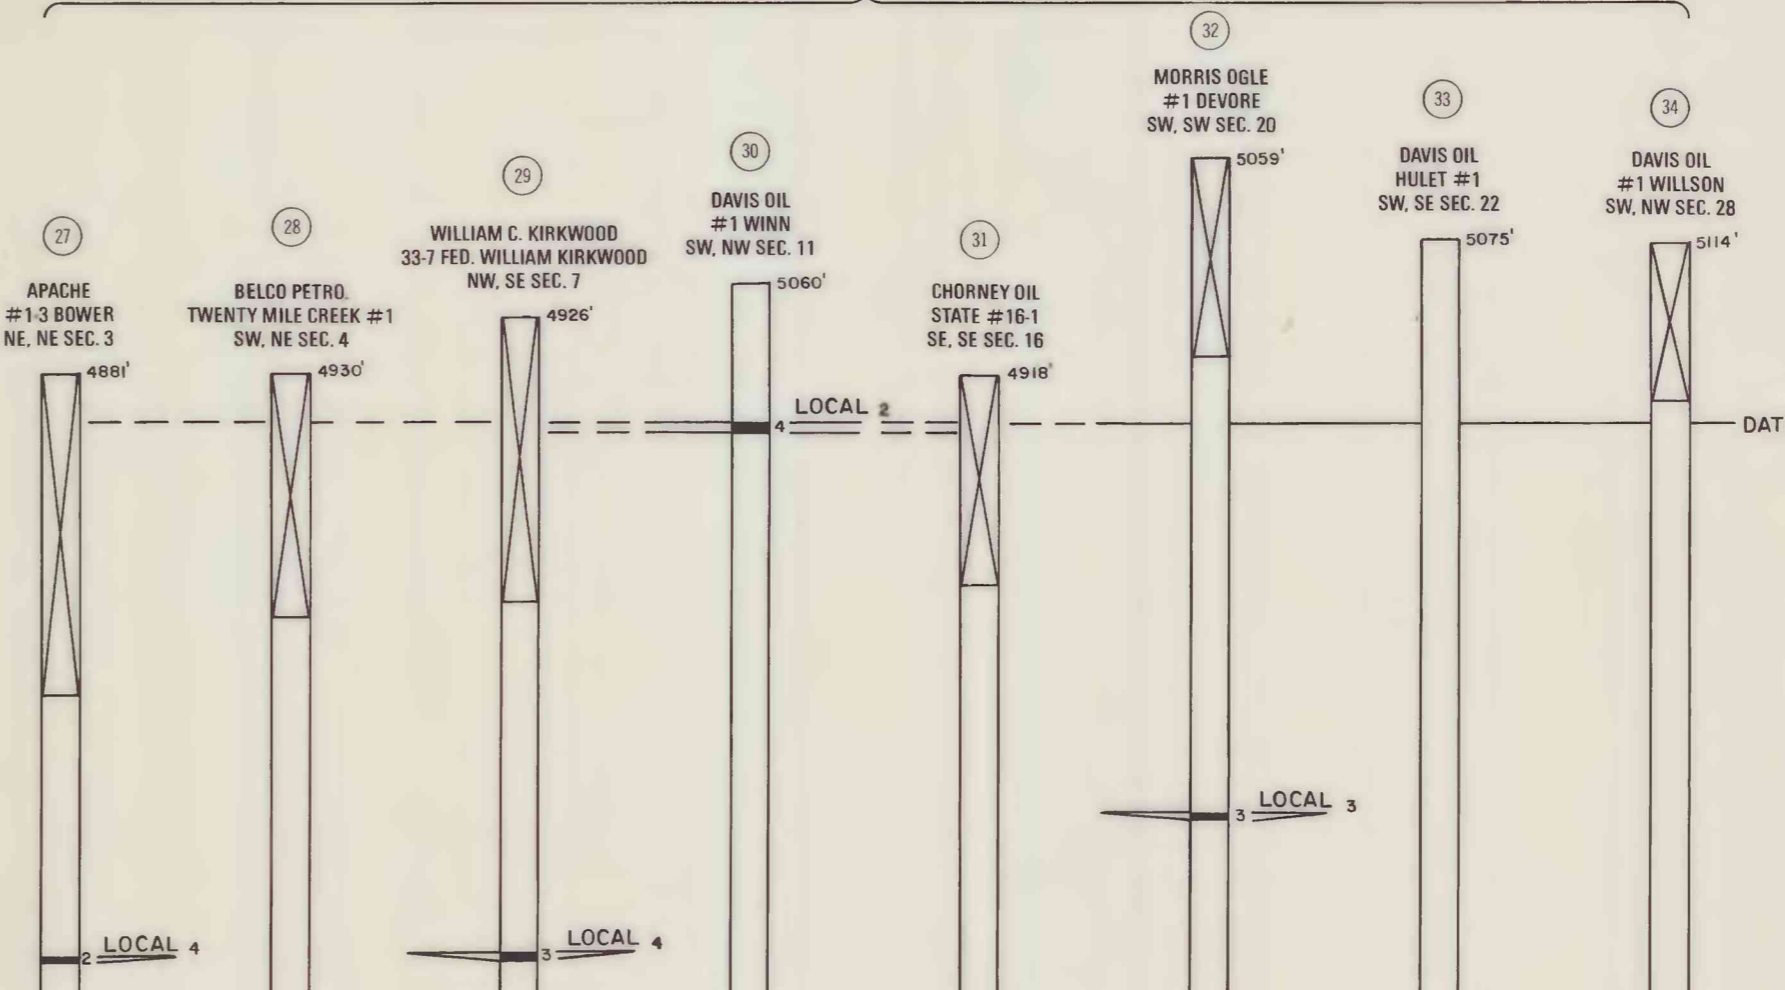 27
APACHE
#1-3 BOWER
NE, NE SEC. 3
4881'
28
BELCO PETRO.
TWENTY MILE CREEK #1
SW, NE SEC. 4
4930'
29
WILLIAM C. KIRKWOOD
33-7 FED. WILLIAM KIRKWOOD
NW, SE SEC. 7
4926'
30
DAVIS OIL
#1 WINN
SW, NW SEC. 11
5060'
31
CHORNEY OIL
STATE #16-1
SE, SE SEC. 16
4918'
32
MORRIS OGLE
#1 DEVORE
SW, SW SEC. 20
5059'
33
DAVIS OIL
HULET #1
SW, SE SEC. 22
5075'
34
DAVIS OIL
#1 WILLSON
SW, NW SEC. 28
5114'
4 LOCAL 2
DAT
3 LOCAL 3
2 LOCAL 4
3 LOCAL 4